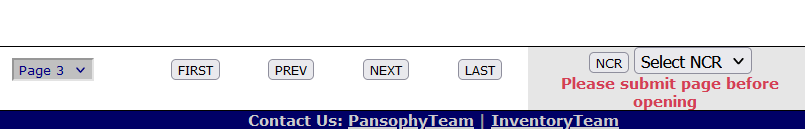 Page 3 FIRST PREV NEXT LAST NCR Select NCR
Please submit page before
opening
Contact Us: PansophyTeam | InventoryTeam